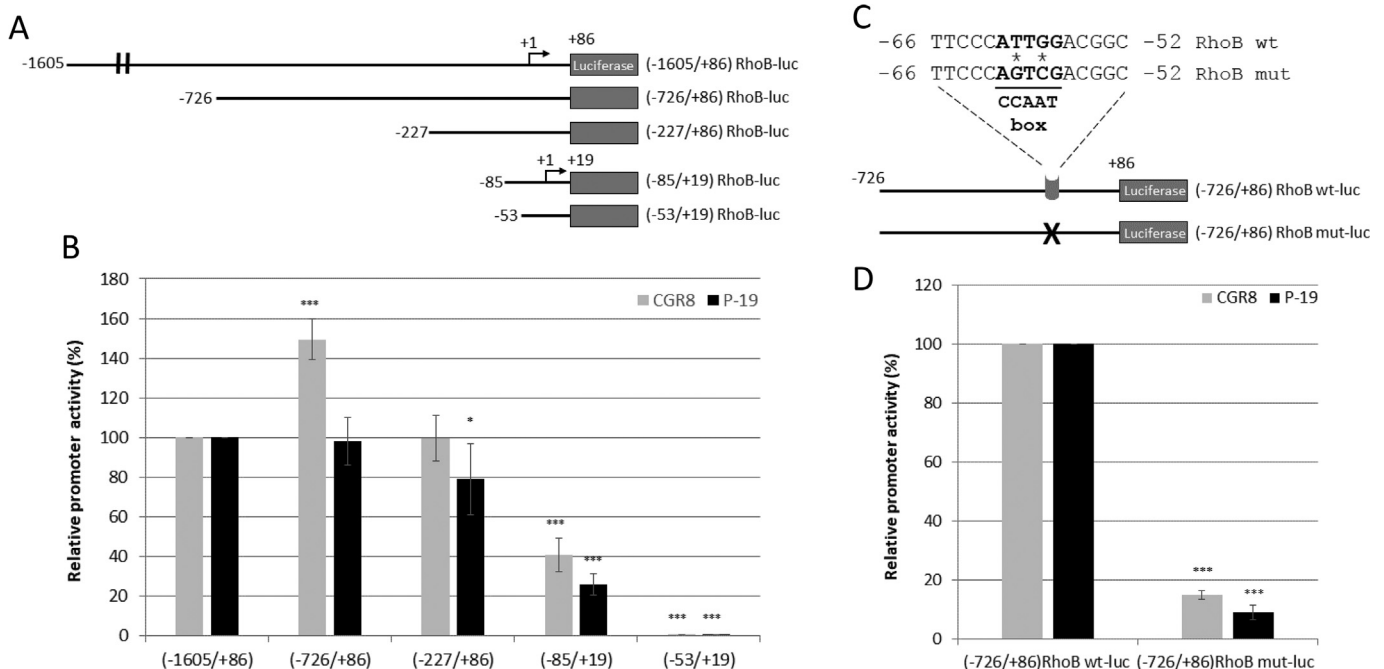 A
+1
+86
-1605
Luciferase
(-1605/+86) RhoB-luc
-726
(-726/+86) RhoB-luc
-227
(-227/+86) RhoB-luc
+1
+19
-85
(-85/+19) RhoB-luc
-53
(-53/+19) RhoB-luc
B
Relative promoter activity (%)
180
160
140
120
100
80
60
40
20
0
CGR8
P-19
***
*
***
***
***
***
(-1605/+86)
(-726/+86)
(-227/+86)
(-85/+19)
(-53/+19)
C
-66 TTCCCATTGGACGGC -52 RhoB wt
* *
-66 TTCCCAGTCGACGGC -52 RhoB mut
CCAAT
box
-726
+86
Luciferase
(-726/+86) RhoB wt-luc
X
Luciferase
(-726/+86) RhoB mut-luc
D
Relative promoter activity (%)
120
100
80
60
40
20
0
CGR8
P-19
***
***
(-726/+86)RhoB wt-luc
(-726/+86)RhoB mut-luc